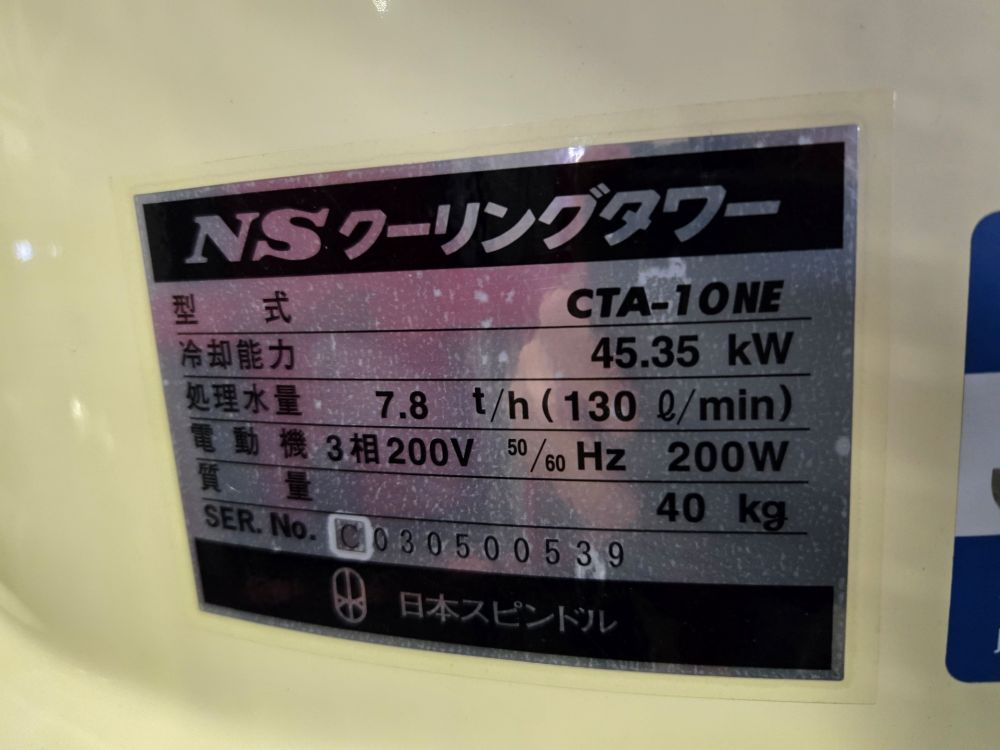 NSクーリングタワー
型式 CTA-10NE
冷却能力 45.35 kW
処理水量 7.8 t/h(130 ℓ/min)
電動機 3相200V 50/60Hz 200W
質量 40 kg
SER. No. C030500539
日本スピンドル